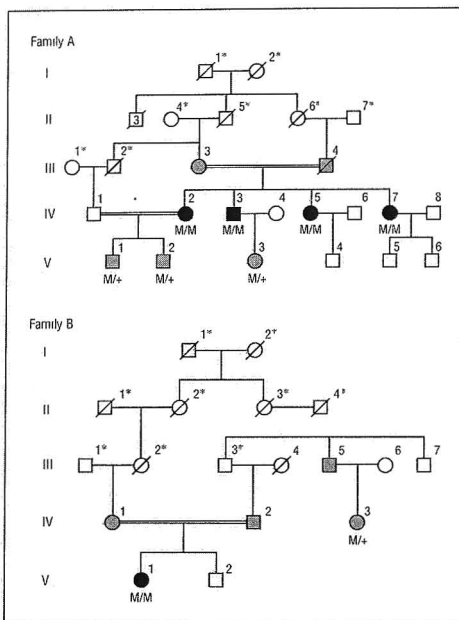 Family A
I
1* 2*
II
3 4* 5* 6* 7*
III
1* 2* 3 4
IV
1 2 3 4 5 6 7 8
M/M M/M M/M M/M
V
1 2 3 4 5 6
M/+ M/+ M/+
Family B
I
1* 2*
II
1* 2* 3* 4*
III
1* 2* 3* 4 5 6 7
IV
1 2 3
M/+
V
1 2
M/M